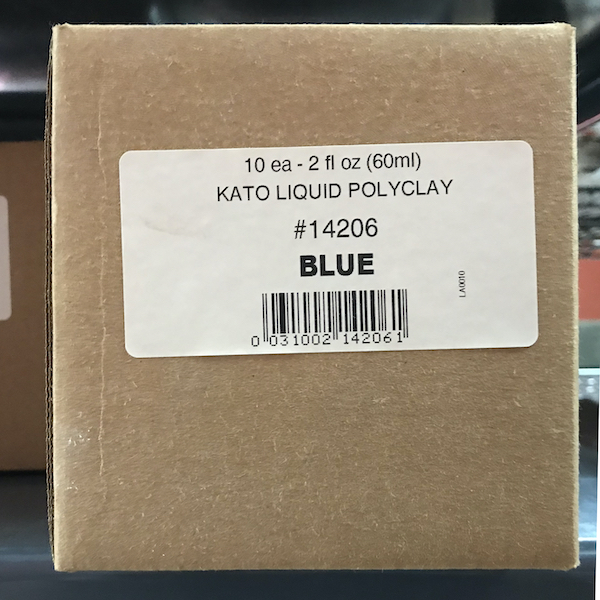 10 ea - 2 fl oz (60ml)
KATO LIQUID POLYCLAY
#14206
BLUE
LA0010
0 031002 142061